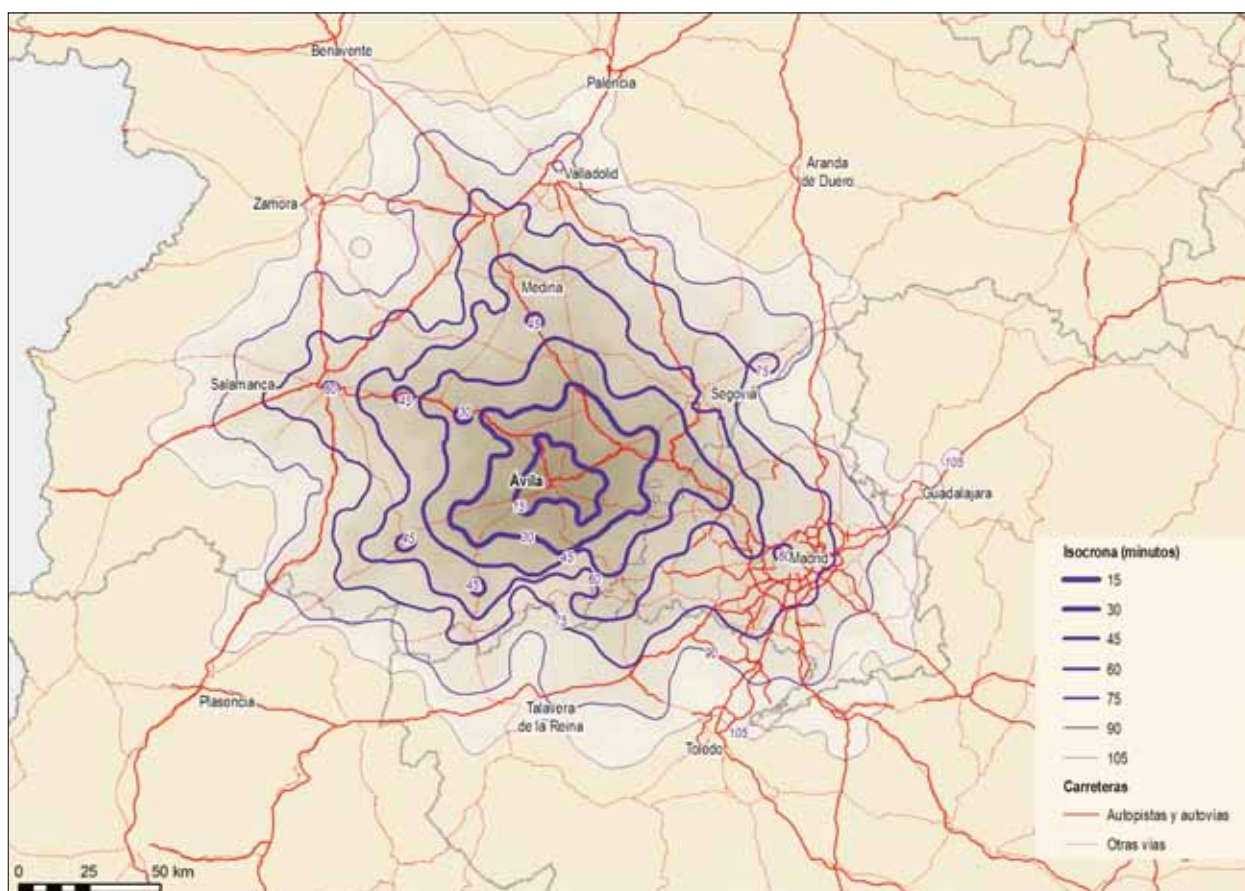 Benavente
Palencia
Valladolid
Aranda
de Duero
Zamora
Medina
45
75
Segovia
Salamanca
60
45
30
Ávila
15
105
Guadalajara
30
45
45
45
60
60
Madrid
75
90
Plasencia
Talavera
de la Reina
105
Toledo
Isocrona (minutos)
15
30
45
60
75
90
105
Carreteras
Autopistas y autovías
Otras vías
0 25 50 km